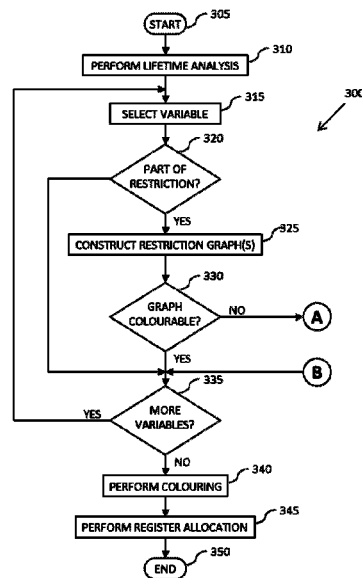 START
305
310
PERFORM LIFETIME ANALYSIS
315
300
SELECT VARIABLE
320
PART OF
RESTRICTION?
YES
325
CONSTRUCT RESTRICTION GRAPH(S)
330
GRAPH
COLOURABLE?
NO
A
YES
B
335
YES
MORE
VARIABLES?
NO
340
PERFORM COLOURING
345
PERFORM REGISTER ALLOCATION
350
END